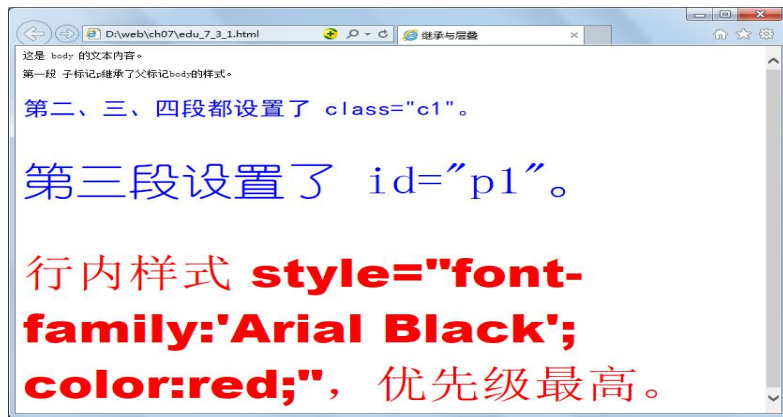 D:\web\ch07\edu_7_3_1.html
继承与层叠
这是 body 的文本内容。
第一段 子标记p继承了父标记body的样式。
第二、三、四段都设置了 class="c1"。
第三段设置了 id="p1"。
行内样式 style="font-
family:'Arial Black';
color:red;"，优先级最高。